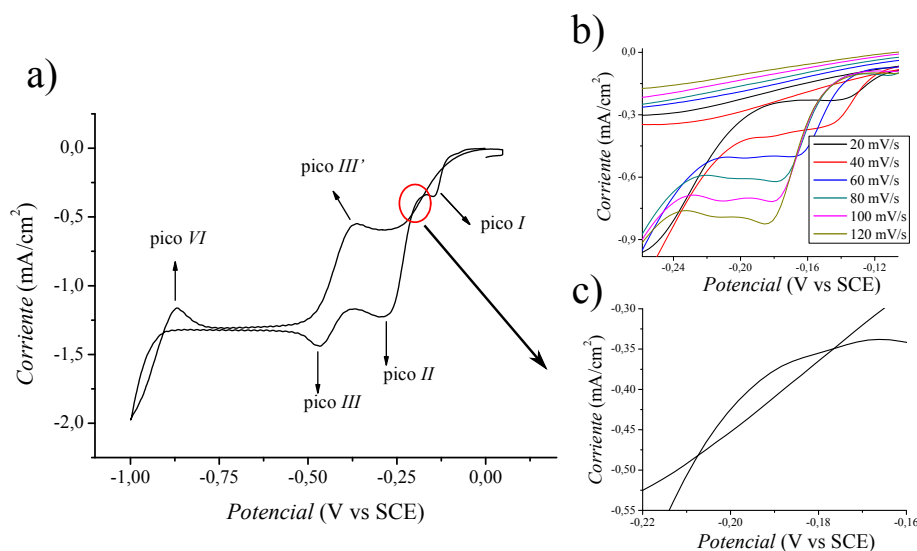 a)
0,0
-0,5
-1,0
-1,5
-2,0
Corriente (mA/cm²)
-1,00
-0,75
-0,50
-0,25
0,00
Potencial (V vs SCE)
pico VI
pico III'
pico I
pico III
pico II
b)
0,0
-0,3
-0,6
-0,9
Corriente (mA/cm²)
-0,24
-0,20
-0,16
-0,12
Potencial (V vs SCE)
20 mV/s
40 mV/s
60 mV/s
80 mV/s
100 mV/s
120 mV/s
c)
-0,30
-0,35
-0,40
-0,45
-0,50
-0,55
Corriente (mA/cm²)
-0,22
-0,20
-0,18
-0,16
Potencial (V vs SCE)